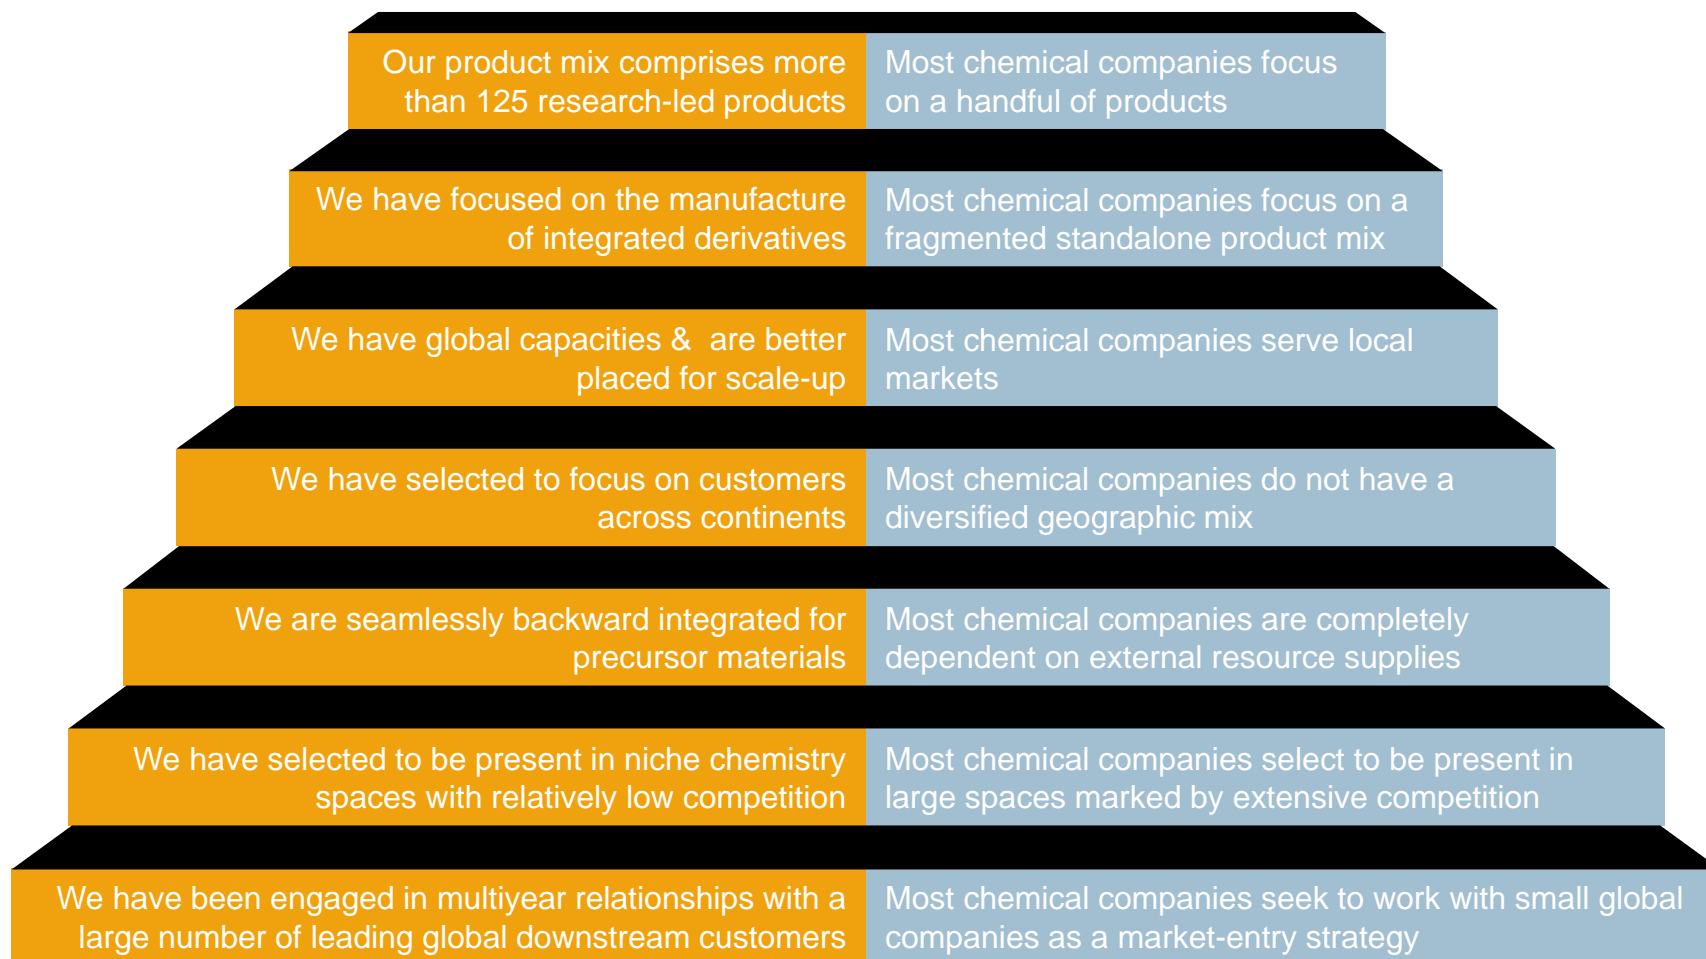 Our product mix comprises more
than 125 research-led products
Most chemical companies focus
on a handful of products
We have focused on the manufacture
of integrated derivatives
Most chemical companies focus on a
fragmented standalone product mix
We have global capacities &  are better
placed for scale-up
Most chemical companies serve local
markets
We have selected to focus on customers
across continents
Most chemical companies do not have a
diversified geographic mix
We are seamlessly backward integrated for
precursor materials
Most chemical companies are completely
dependent on external resource supplies
We have selected to be present in niche chemistry
spaces with relatively low competition
Most chemical companies select to be present in
large spaces marked by extensive competition
We have been engaged in multiyear relationships with a
large number of leading global downstream customers
Most chemical companies seek to work with small global
companies as a market-entry strategy